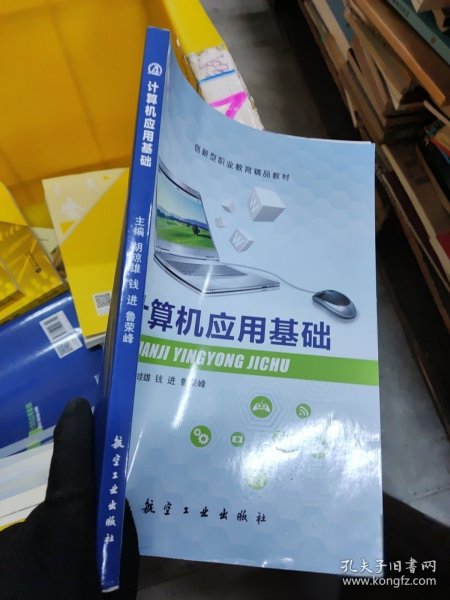 计算机应用基础
主编 胡琼雄 钱 进 鲁荣峰
航空工业出版社
创新型职业教育精品教材
W
计算机应用基础
UANJI YINGYONG JICHU
琼雄 钱 进 鲁荣峰
航空工业出版社
孔夫子旧书网
www.kongfz.com